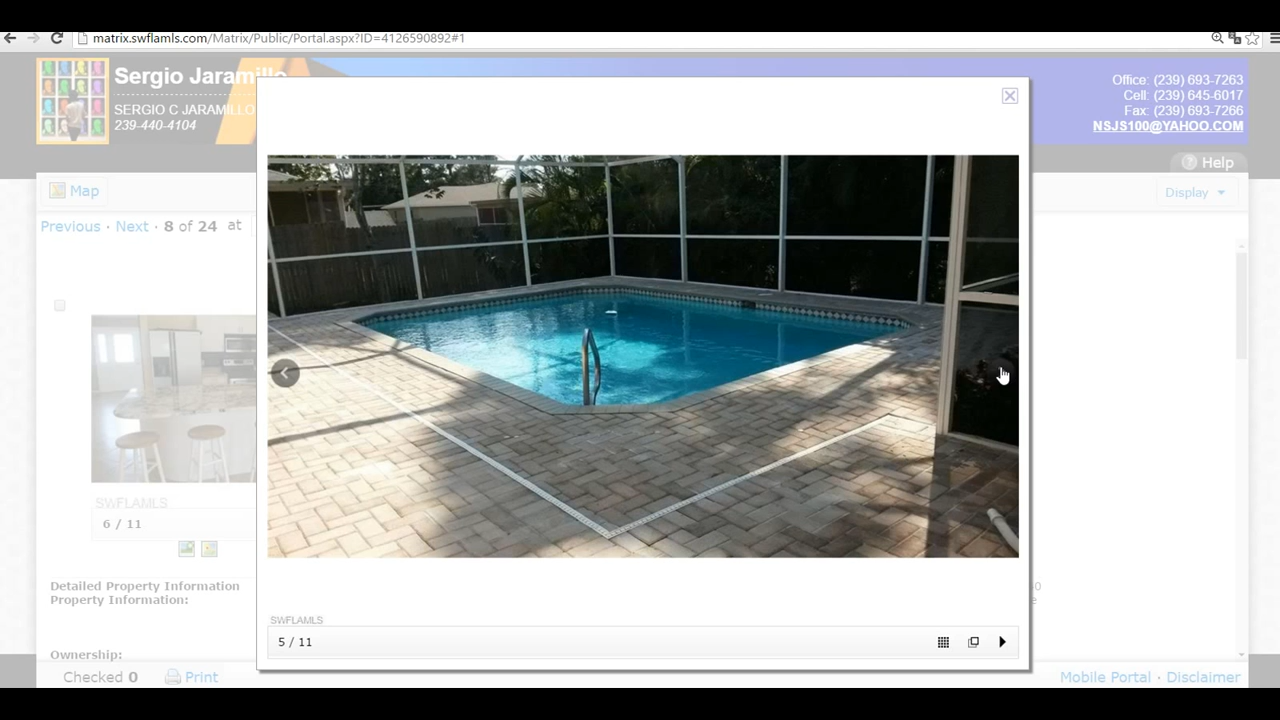 matrix.swflamls.com/Matrix/Public/Portal.aspx?ID=4126590892#1
Sergio Jaramillo
SERGIO C JARAMILLO
239-440-4104
Office: (239) 693-7263
Cell: (239) 645-6017
Fax: (239) 693-7266
NSJS100@YAHOO.COM
? Help
Map
Display
Previous · Next · 8 of 24 at
SWFLAMLS
6 / 11
Detailed Property Information
Property Information:
Ownership:
SWFLAMLS
5 / 11
Checked 0 Print
Mobile Portal · Disclaimer